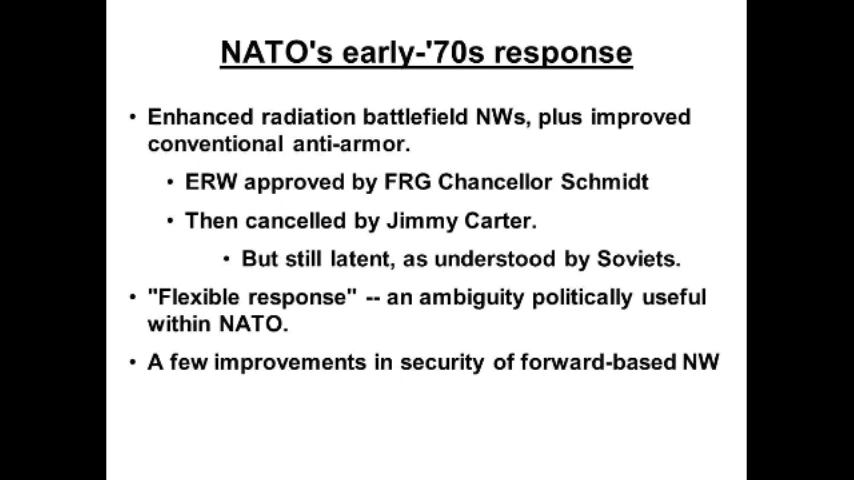 NATO's early-'70s response
• Enhanced radiation battlefield NWs, plus improved
conventional anti-armor.
• ERW approved by FRG Chancellor Schmidt
• Then cancelled by Jimmy Carter.
• But still latent, as understood by Soviets.
• "Flexible response" -- an ambiguity politically useful
within NATO.
• A few improvements in security of forward-based NW